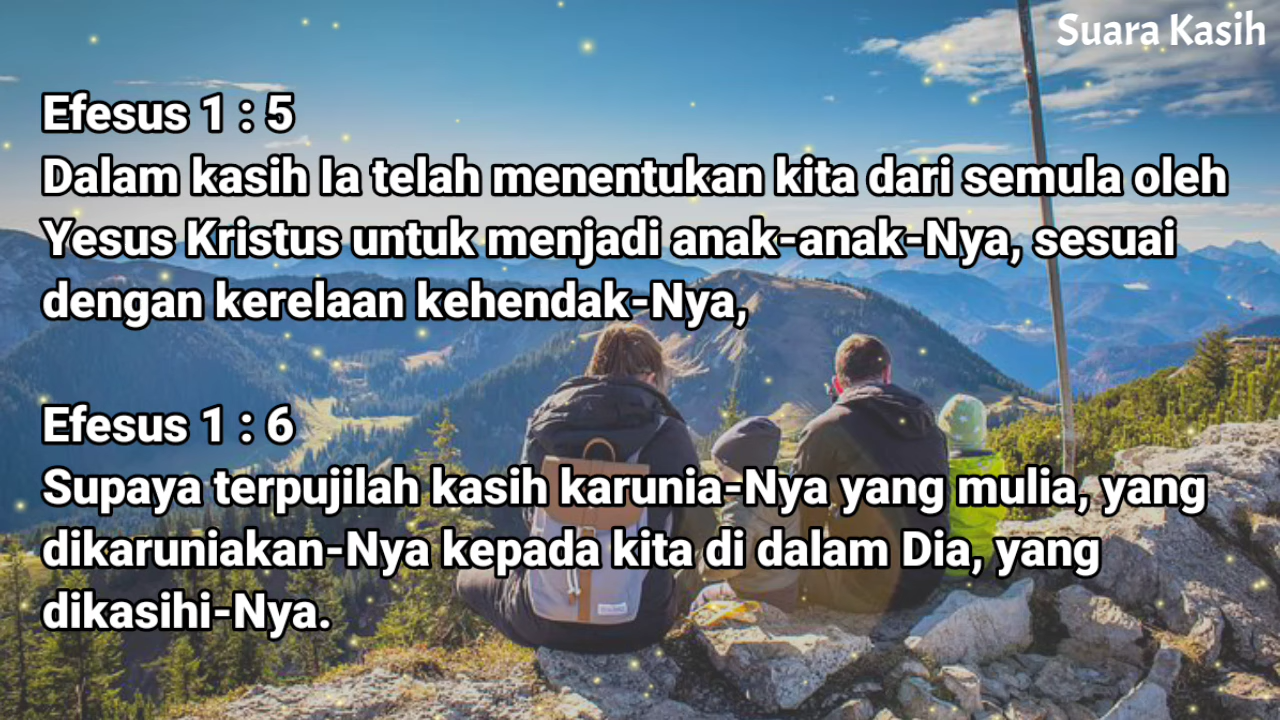 Suara Kasih
Efesus 1 : 5
Dalam kasih Ia telah menentukan kita dari semula oleh
Yesus Kristus untuk menjadi anak-anak-Nya, sesuai
dengan kerelaan kehendak-Nya,
Efesus 1 : 6
Supaya terpujilah kasih karunia-Nya yang mulia, yang
dikaruniakan-Nya kepada kita di dalam Dia, yang
dikasihi-Nya.